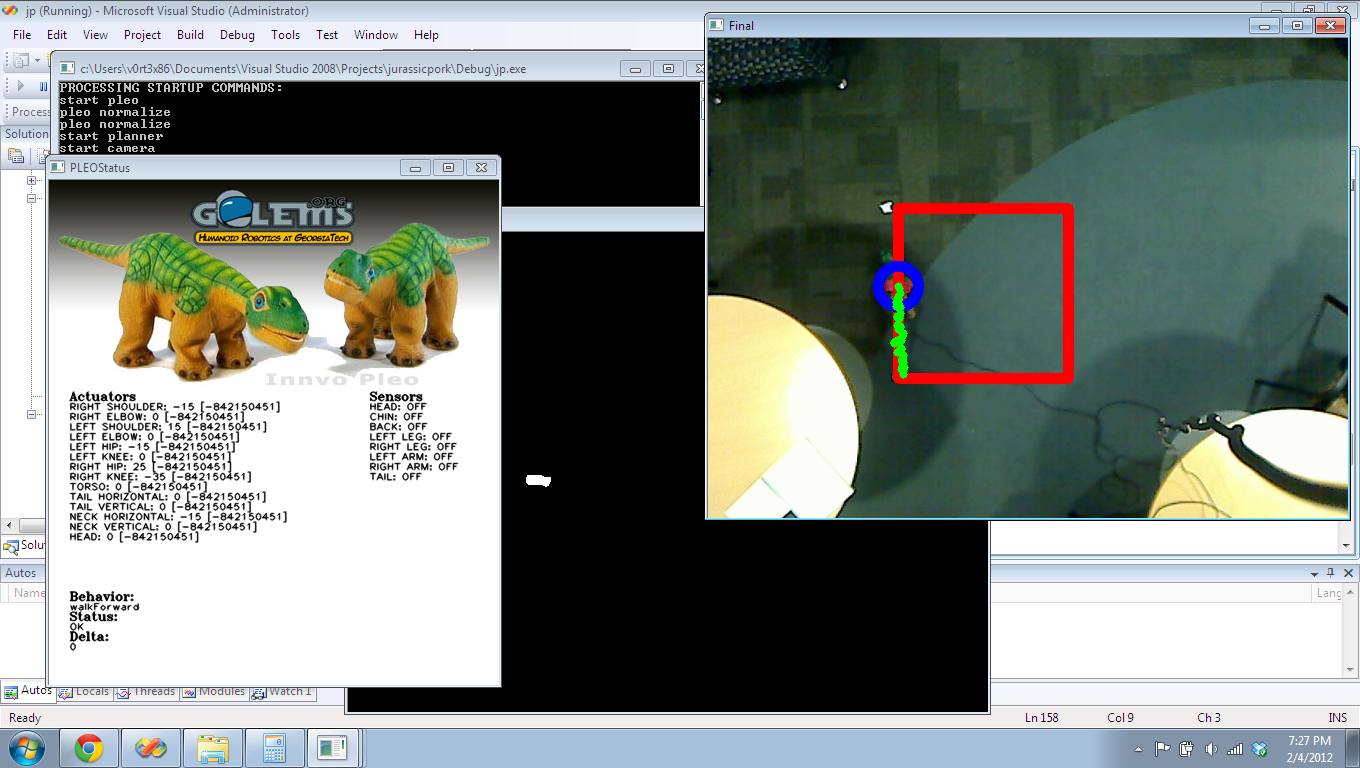 jp (Running) - Microsoft Visual Studio (Administrator)
File Edit View Project Build Debug Tools Test Window Help
Process
Solution
c:\Users\v0rt3x86\Documents\Visual Studio 2008\Projects\jurassicpork\Debug\jp.exe
PROCESSING STARTUP COMMANDS:
start pleo
pleo normalize
pleo normalize
start planner
start camera
PLEOStatus
GOLEMS.ORG
HUMANOID ROBOTICS AT GEORGIATECH
Innvo Pleo
Actuators
RIGHT SHOULDER: -15 [-842150451]
RIGHT ELBOW: 0 [-842150451]
LEFT SHOULDER: 15 [-842150451]
LEFT ELBOW: 0 [-842150451]
LEFT HIP: -15 [-842150451]
LEFT KNEE: 0 [-842150451]
RIGHT HIP: 25 [-842150451]
RIGHT KNEE: -35 [-842150451]
TORSO: 0 [-842150451]
TAIL HORIZONTAL: 0 [-842150451]
TAIL VERTICAL: 0 [-842150451]
NECK HORIZONTAL: -15 [-842150451]
NECK VERTICAL: 0 [-842150451]
HEAD: 0 [-842150451]
Sensors
HEAD: OFF
CHIN: OFF
BACK: OFF
LEFT LEG: OFF
RIGHT LEG: OFF
LEFT ARM: OFF
RIGHT ARM: OFF
TAIL: OFF
Behavior:
walkForward
Status:
OK
Delta:
0
Final
Solu
Autos
Name
Lang
Autos Locals Threads Modules Watch 1
Ready Ln 158 Col 9 Ch 3 INS
7:27 PM
2/4/2012